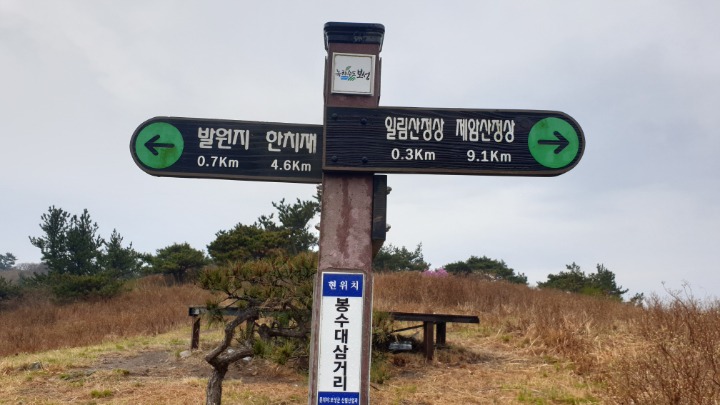 녹차수도 보성
발원지 한치재
0.7Km 4.6Km
일림산정상 제암산정상
0.3Km 9.1Km
현위치
봉수대삼거리